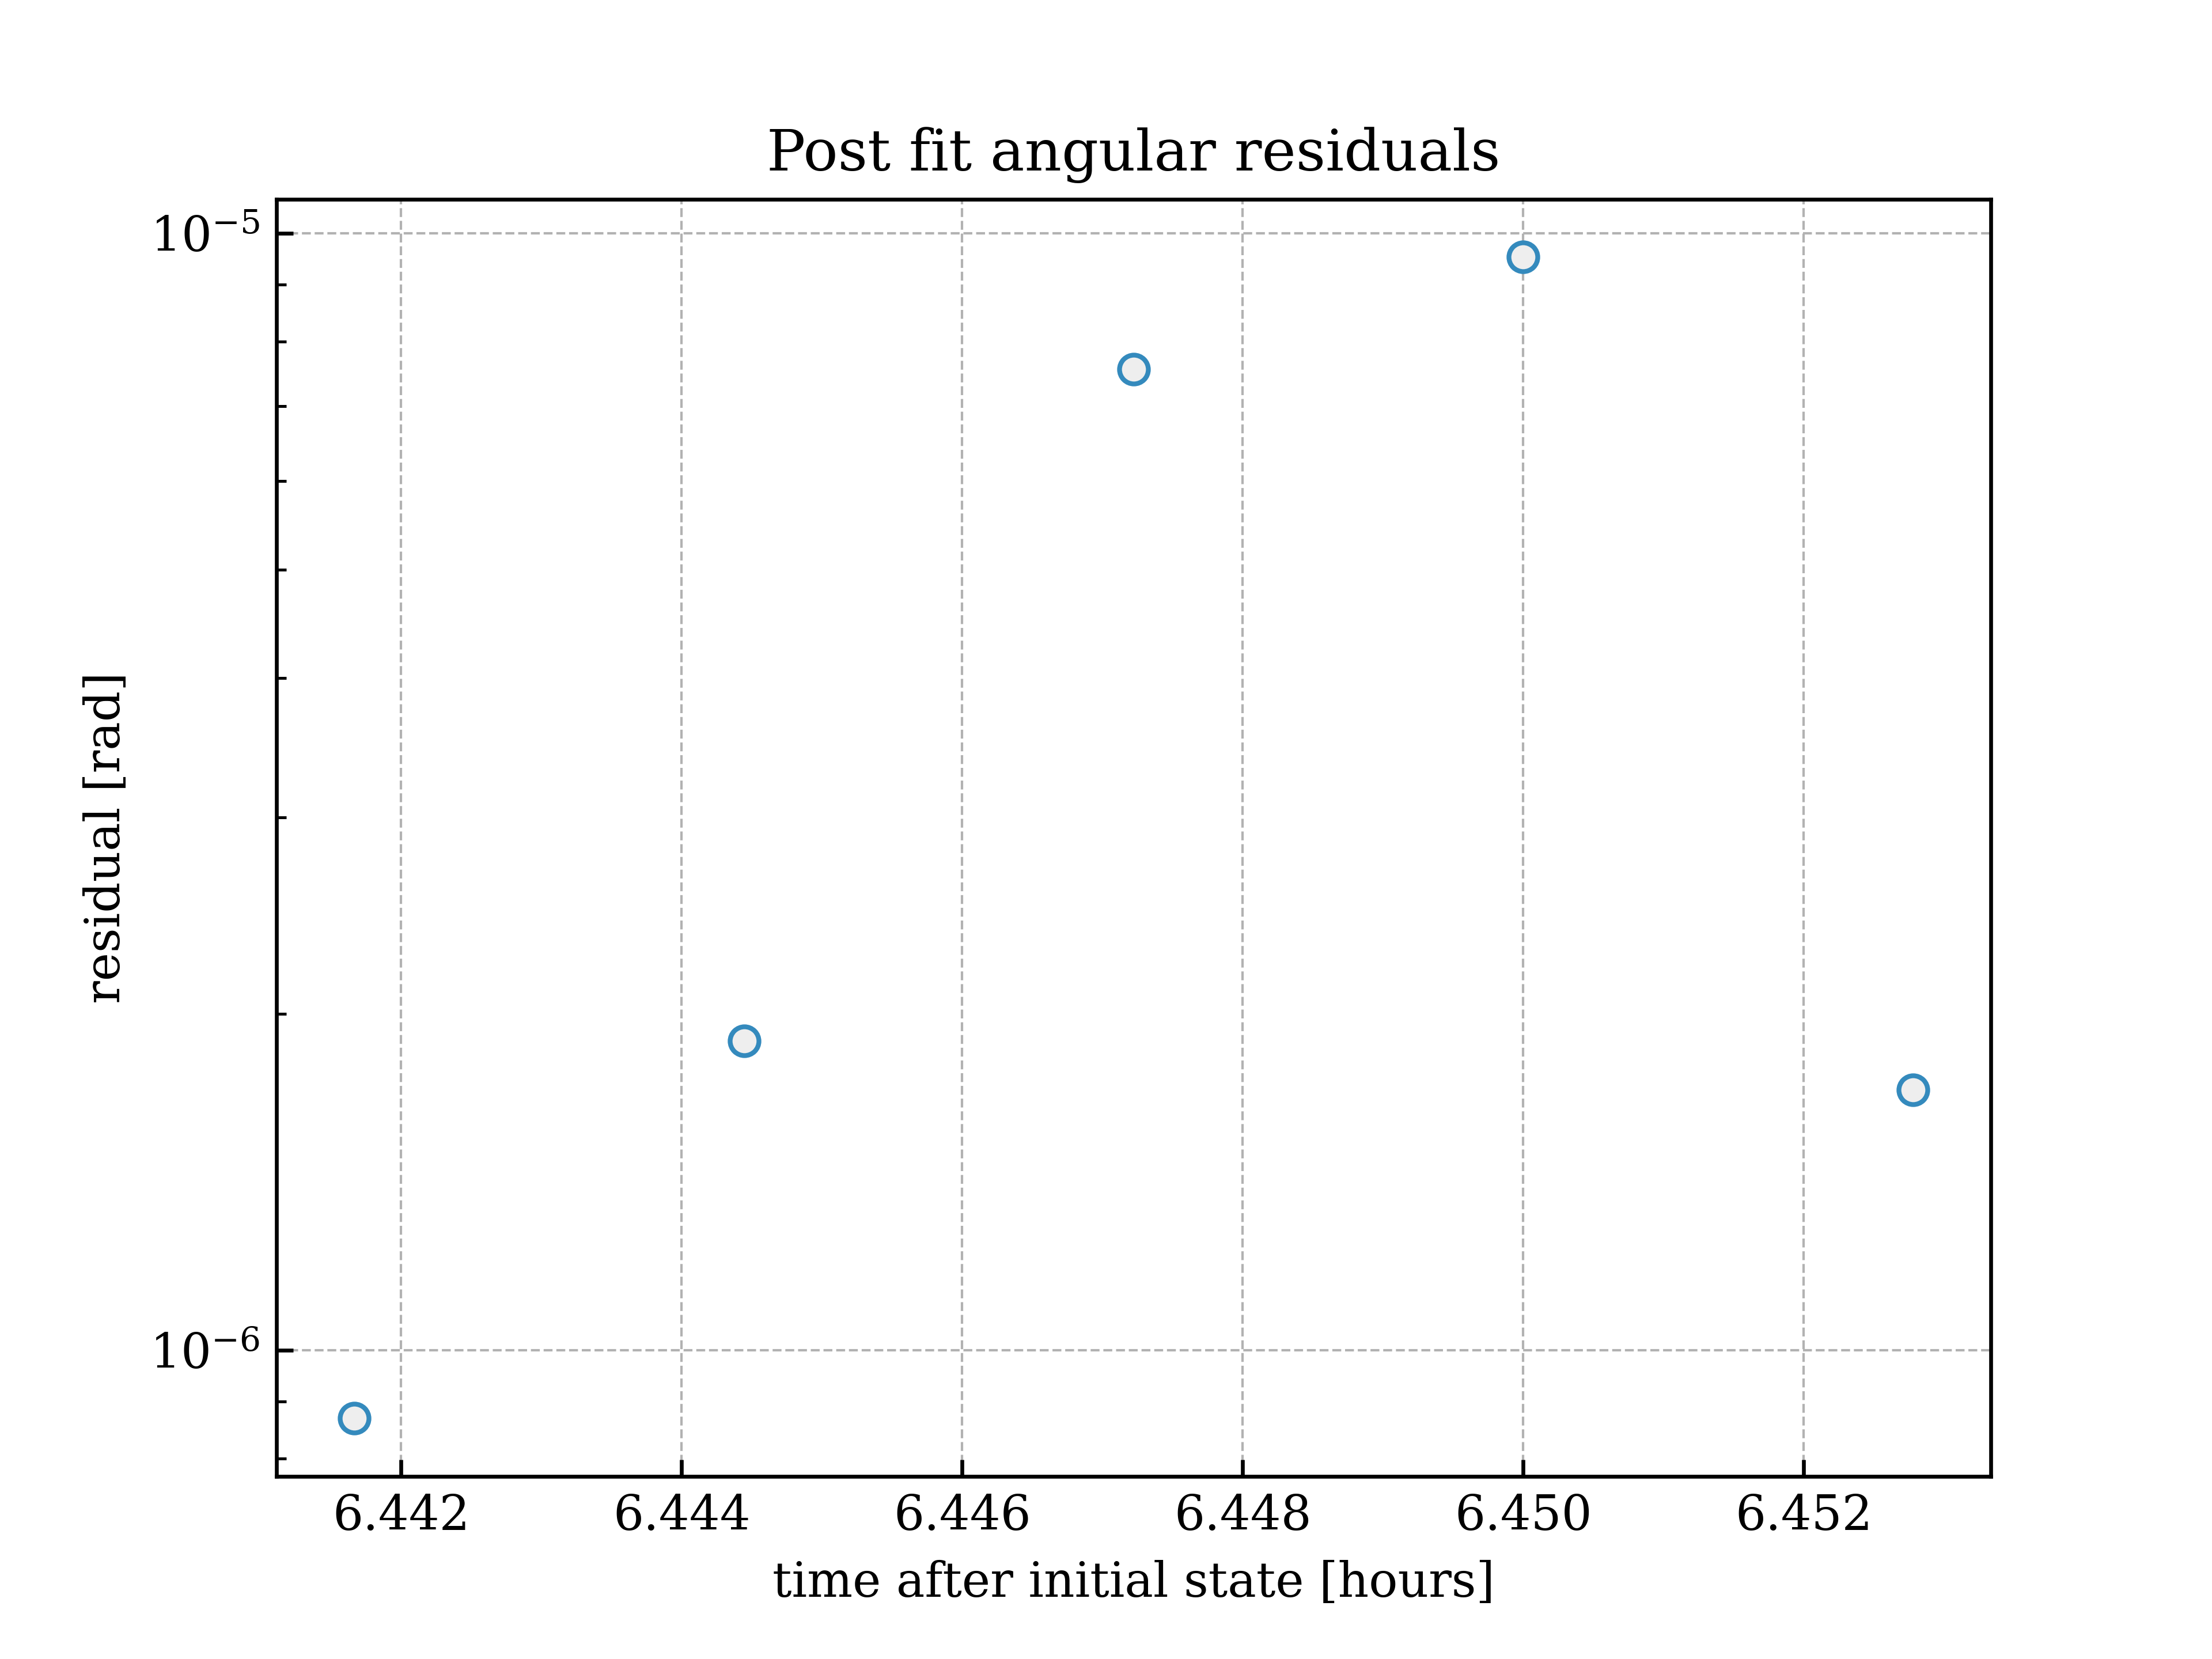 Post fit angular residuals
10⁻⁵
10⁻⁶
residual [rad]
6.442 6.444 6.446 6.448 6.450 6.452
time after initial state [hours]